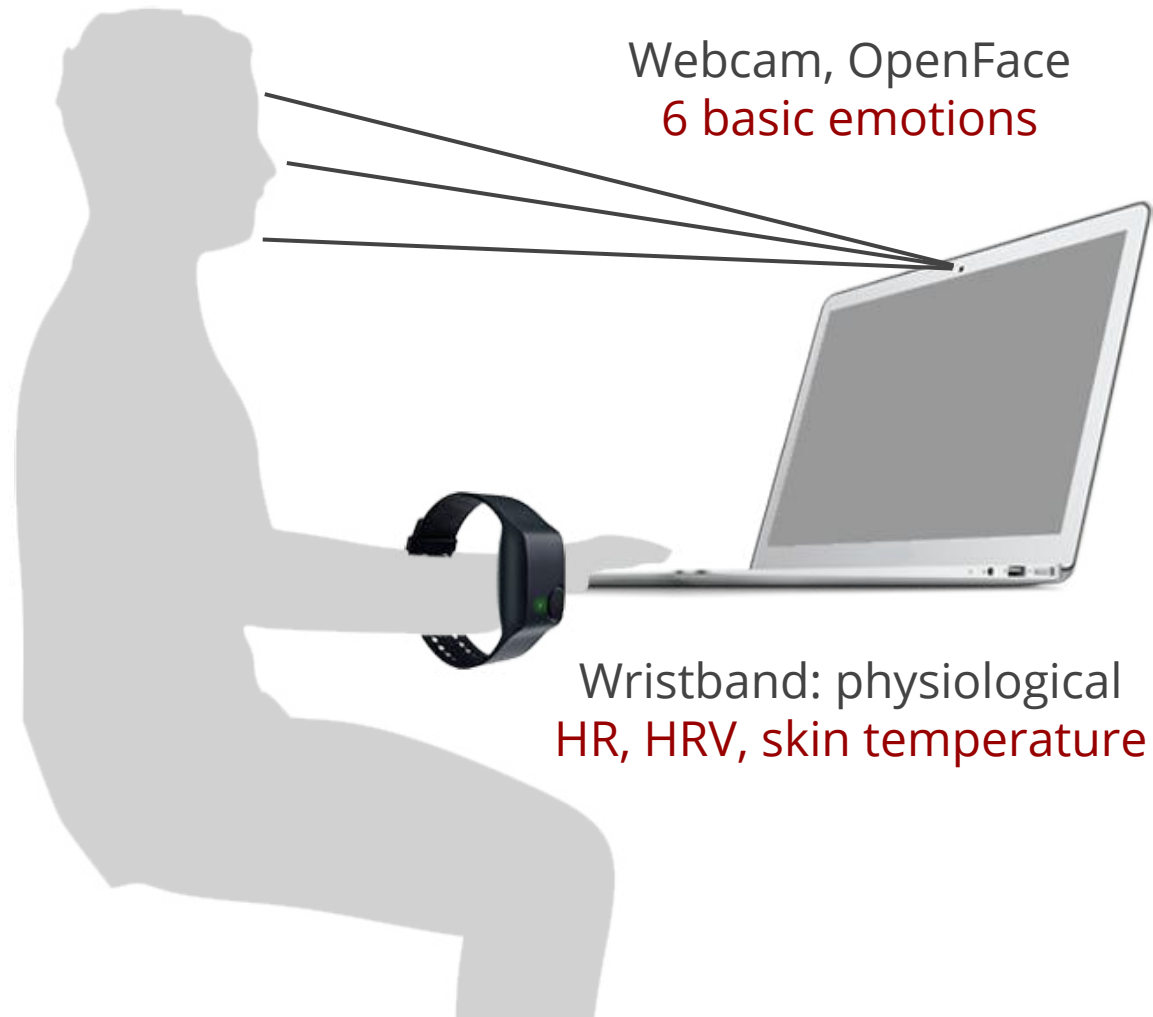 Webcam, OpenFace
6 basic emotions
Wristband: physiological
HR, HRV, skin temperature